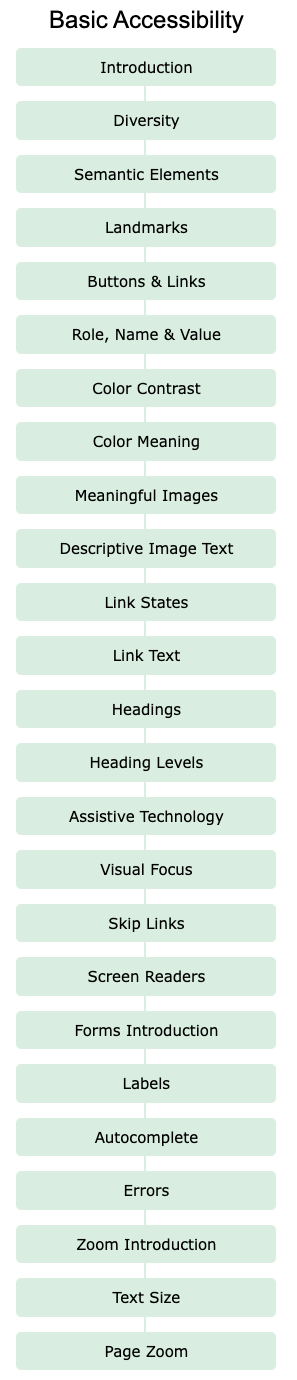 Basic Accessibility
Introduction
Diversity
Semantic Elements
Landmarks
Buttons & Links
Role, Name & Value
Color Contrast
Color Meaning
Meaningful Images
Descriptive Image Text
Link States
Link Text
Headings
Heading Levels
Assistive Technology
Visual Focus
Skip Links
Screen Readers
Forms Introduction
Labels
Autocomplete
Errors
Zoom Introduction
Text Size
Page Zoom